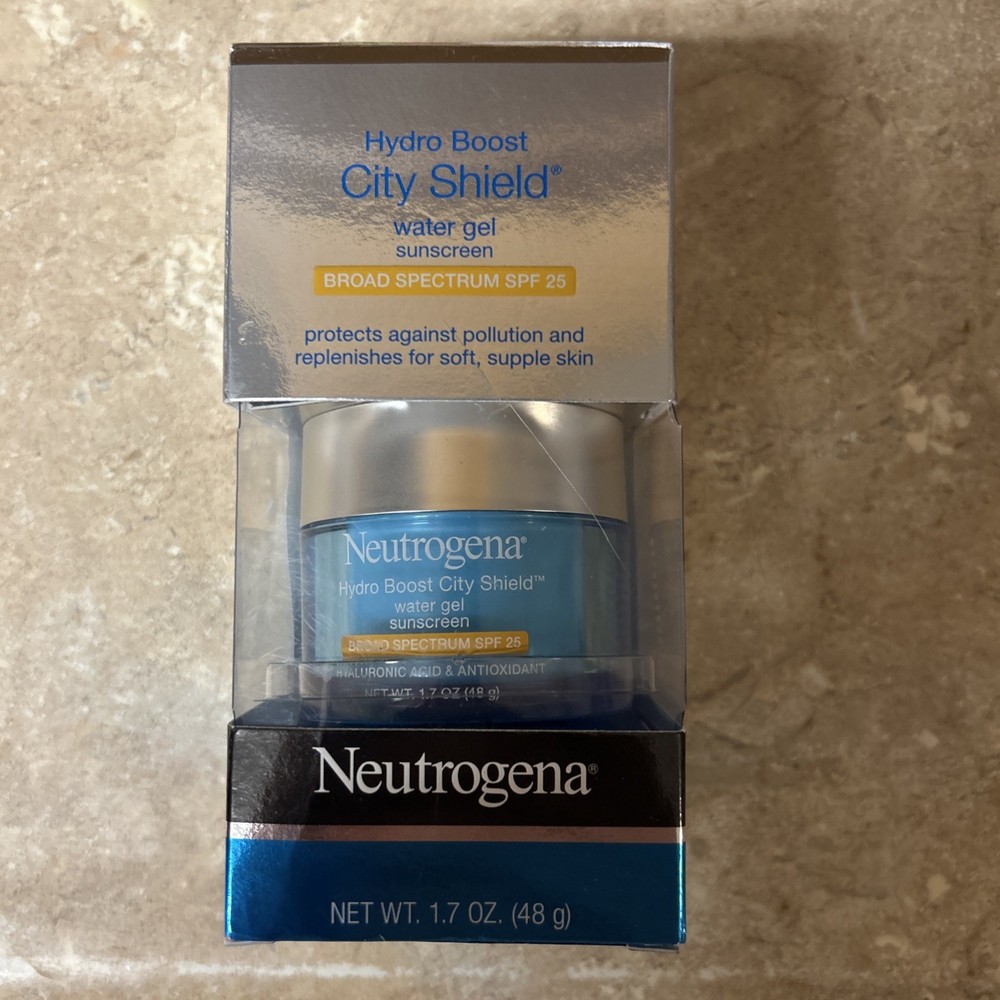 Hydro Boost
City Shield®
water gel
sunscreen
BROAD SPECTRUM SPF 25
protects against pollution and
replenishes for soft, supple skin
Neutrogena®
Hydro Boost City Shield™
water gel
sunscreen
BROAD SPECTRUM SPF 25
HYALURONIC ACID & ANTIOXIDANT
NET WT. 1.7 OZ (48 g)
Neutrogena®
NET WT. 1.7 OZ. (48 g)